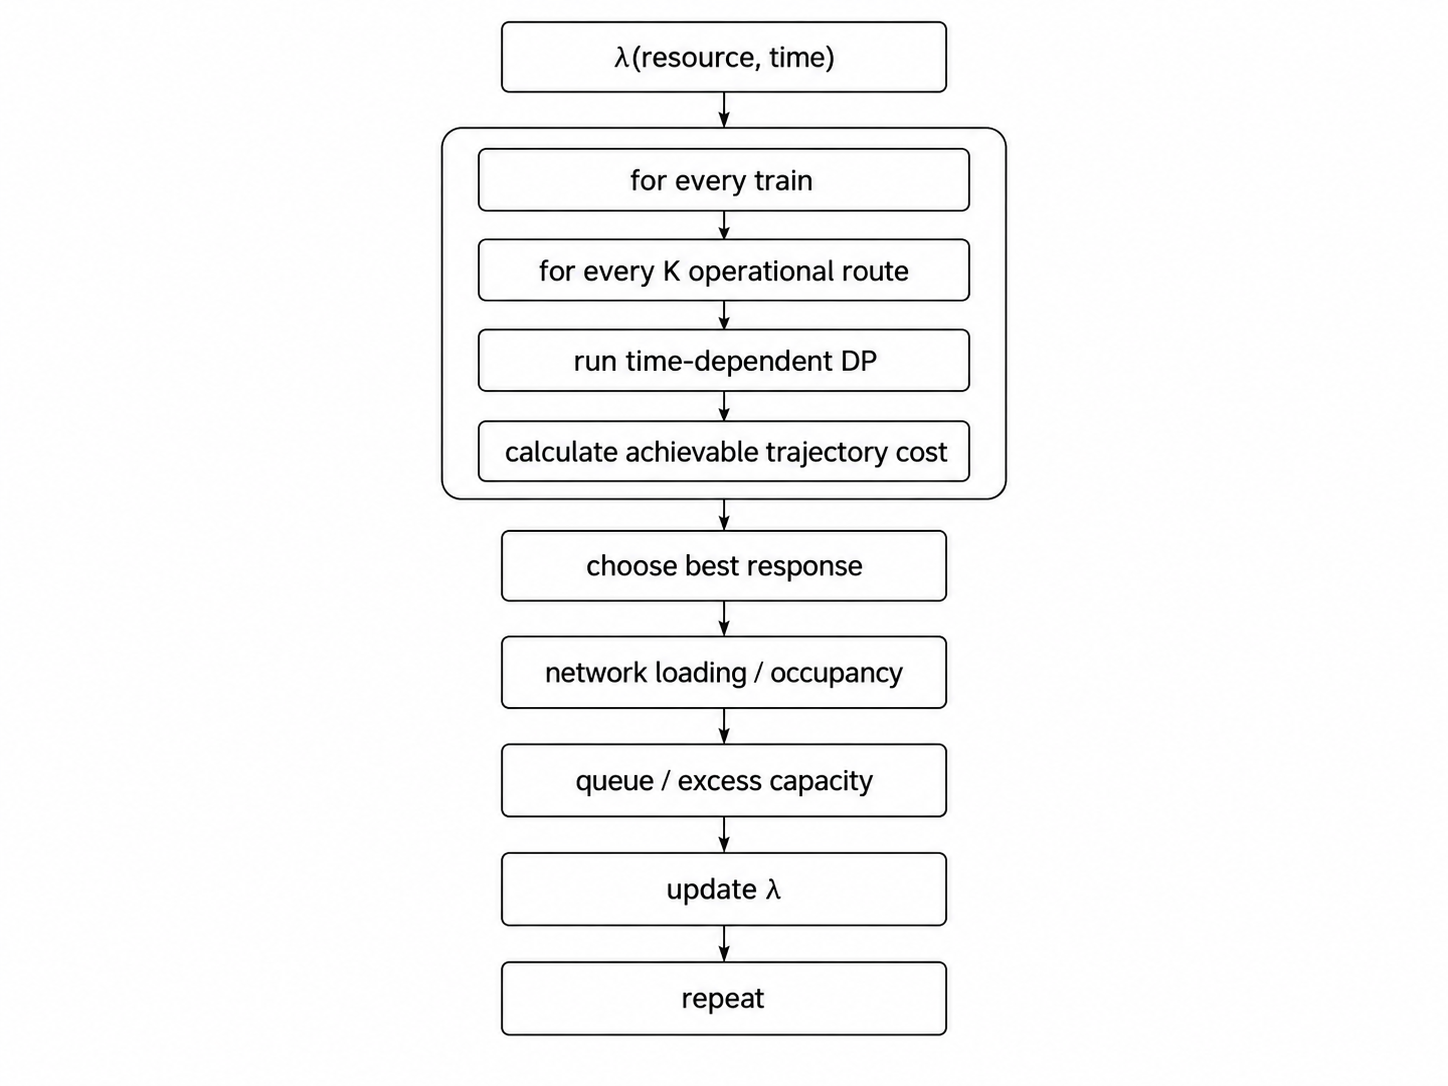 λ(resource, time)
for every train
for every K operational route
run time-dependent DP
calculate achievable trajectory cost
choose best response
network loading / occupancy
queue / excess capacity
update λ
repeat